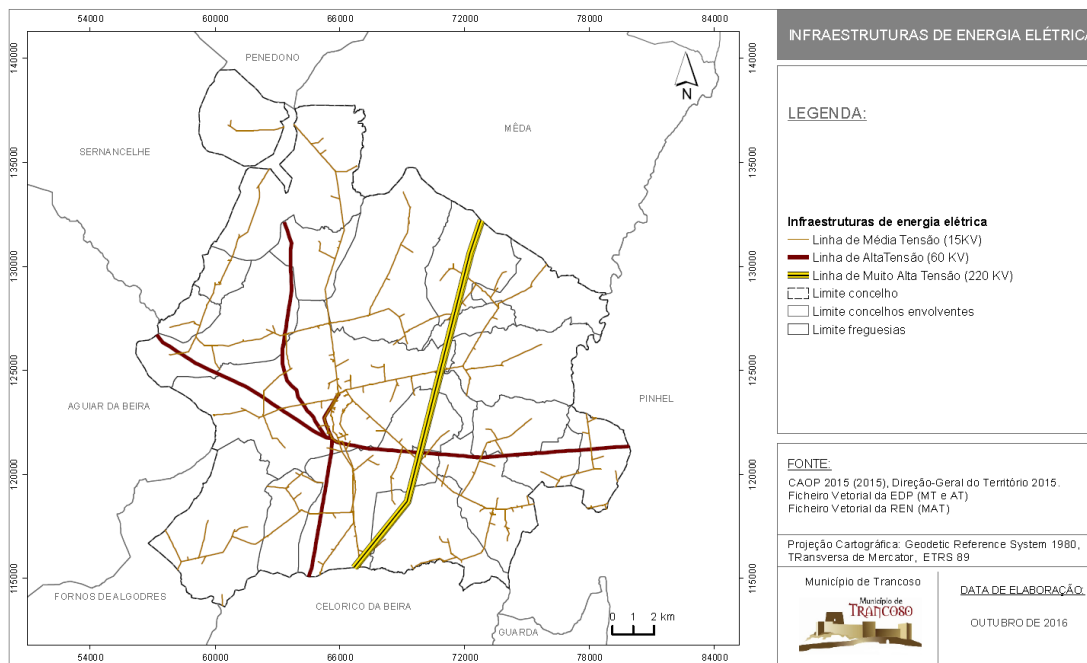 54000 60000 66000 72000 78000 84000
INFRAESTRUTURAS DE ENERGIA ELÉTRICA
140000 140000
PENEDONO
N
LEGENDA:
MÊDA
SERNANCELHE
135000 135000
Infraestruturas de energia elétrica
Linha de Média Tensão (15KV)
Linha de AltaTensão (60 KV)
Linha de Muito Alta Tensão (220 KV)
Limite concelho
Limite concelhos envolventes
Limite freguesias
130000 130000
125000 125000
AGUIAR DA BEIRA
PINHEL
120000 120000
FONTE:
CAOP 2015 (2015), Direção-Geral do Território 2015.
Ficheiro Vetorial da EDP (MT e AT)
Ficheiro Vetorial da REN (MAT)
Projeção Cartográfica: Geodetic Reference System 1980,
TRansversa de Mercator, ETRS 89
115000 115000
FORNOS DE ALGODRES
CELORICO DA BEIRA
GUARDA
0 1 2 km
Município de Trancoso
Município de
TRANCOSO
DATA DE ELABORAÇÃO:
OUTUBRO DE 2016
54000 60000 66000 72000 78000 84000